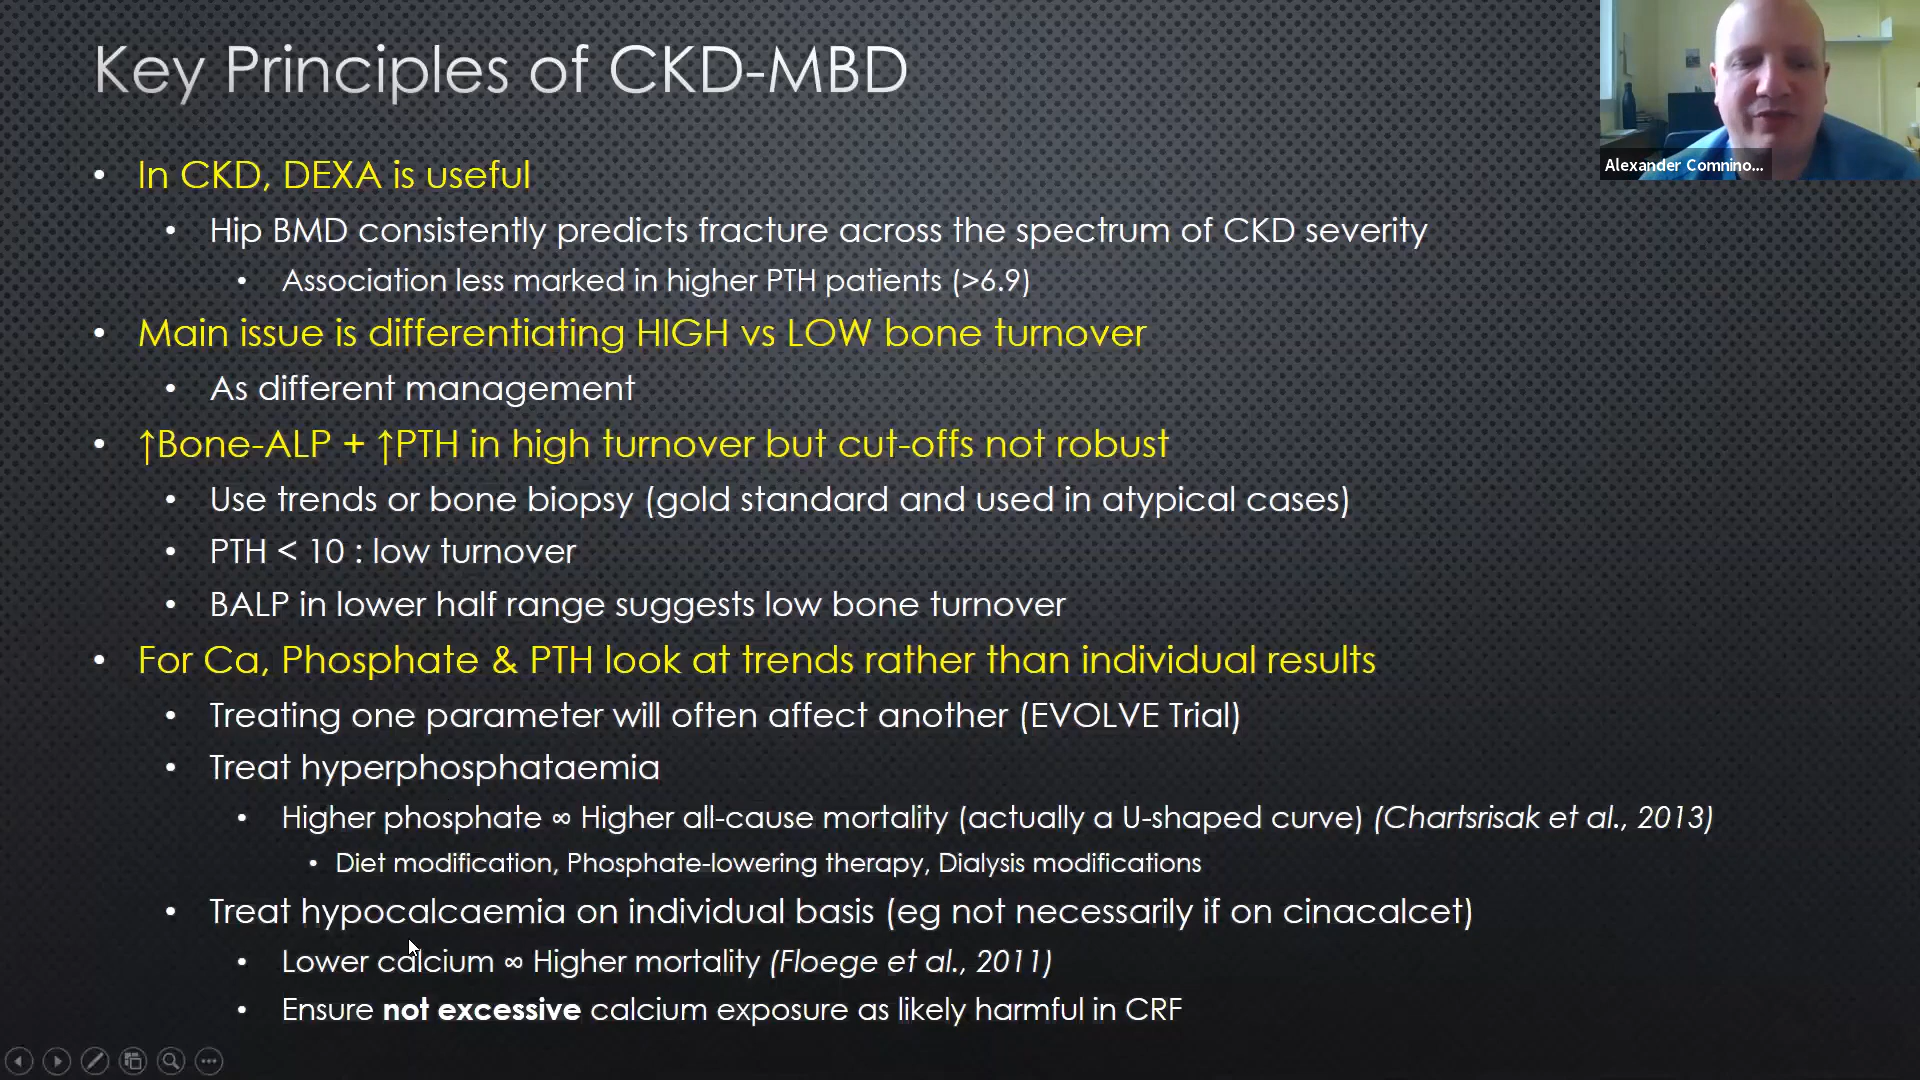 Key Principles of CKD-MBD
Alexander Comnino...
• In CKD, DEXA is useful
• Hip BMD consistently predicts fracture across the spectrum of CKD severity
• Association less marked in higher PTH patients (>6.9)
• Main issue is differentiating HIGH vs LOW bone turnover
• As different management
• ↑Bone-ALP + ↑PTH in high turnover but cut-offs not robust
• Use trends or bone biopsy (gold standard and used in atypical cases)
• PTH < 10 : low turnover
• BALP in lower half range suggests low bone turnover
• For Ca, Phosphate & PTH look at trends rather than individual results
• Treating one parameter will often affect another (EVOLVE Trial)
• Treat hyperphosphataemia
• Higher phosphate ∞ Higher all-cause mortality (actually a U-shaped curve) (Chartsrisak et al., 2013)
• Diet modification, Phosphate-lowering therapy, Dialysis modifications
• Treat hypocalcaemia on individual basis (eg not necessarily if on cinacalcet)
• Lower calcium ∞ Higher mortality (Floege et al., 2011)
• Ensure not excessive calcium exposure as likely harmful in CRF